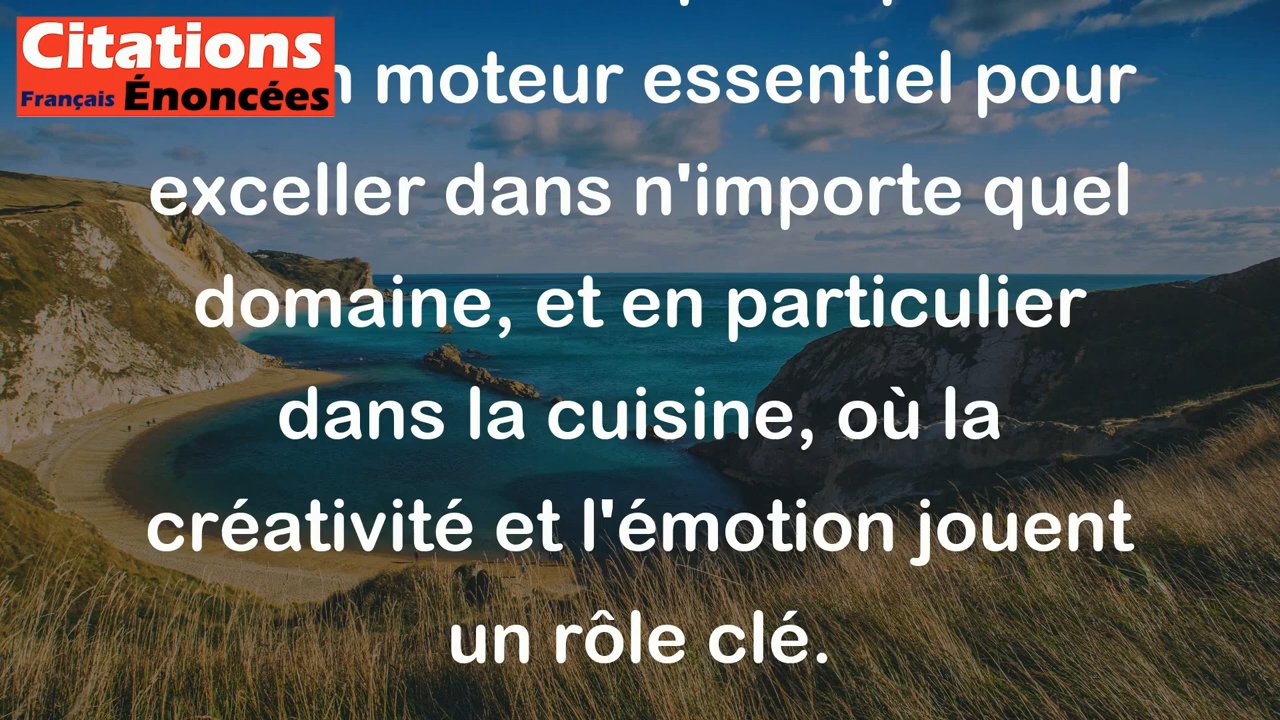 Citations
Français Énoncées
moteur essentiel pour
exceller dans n'importe quel
domaine, et en particulier
dans la cuisine, où la
créativité et l'émotion jouent
un rôle clé.